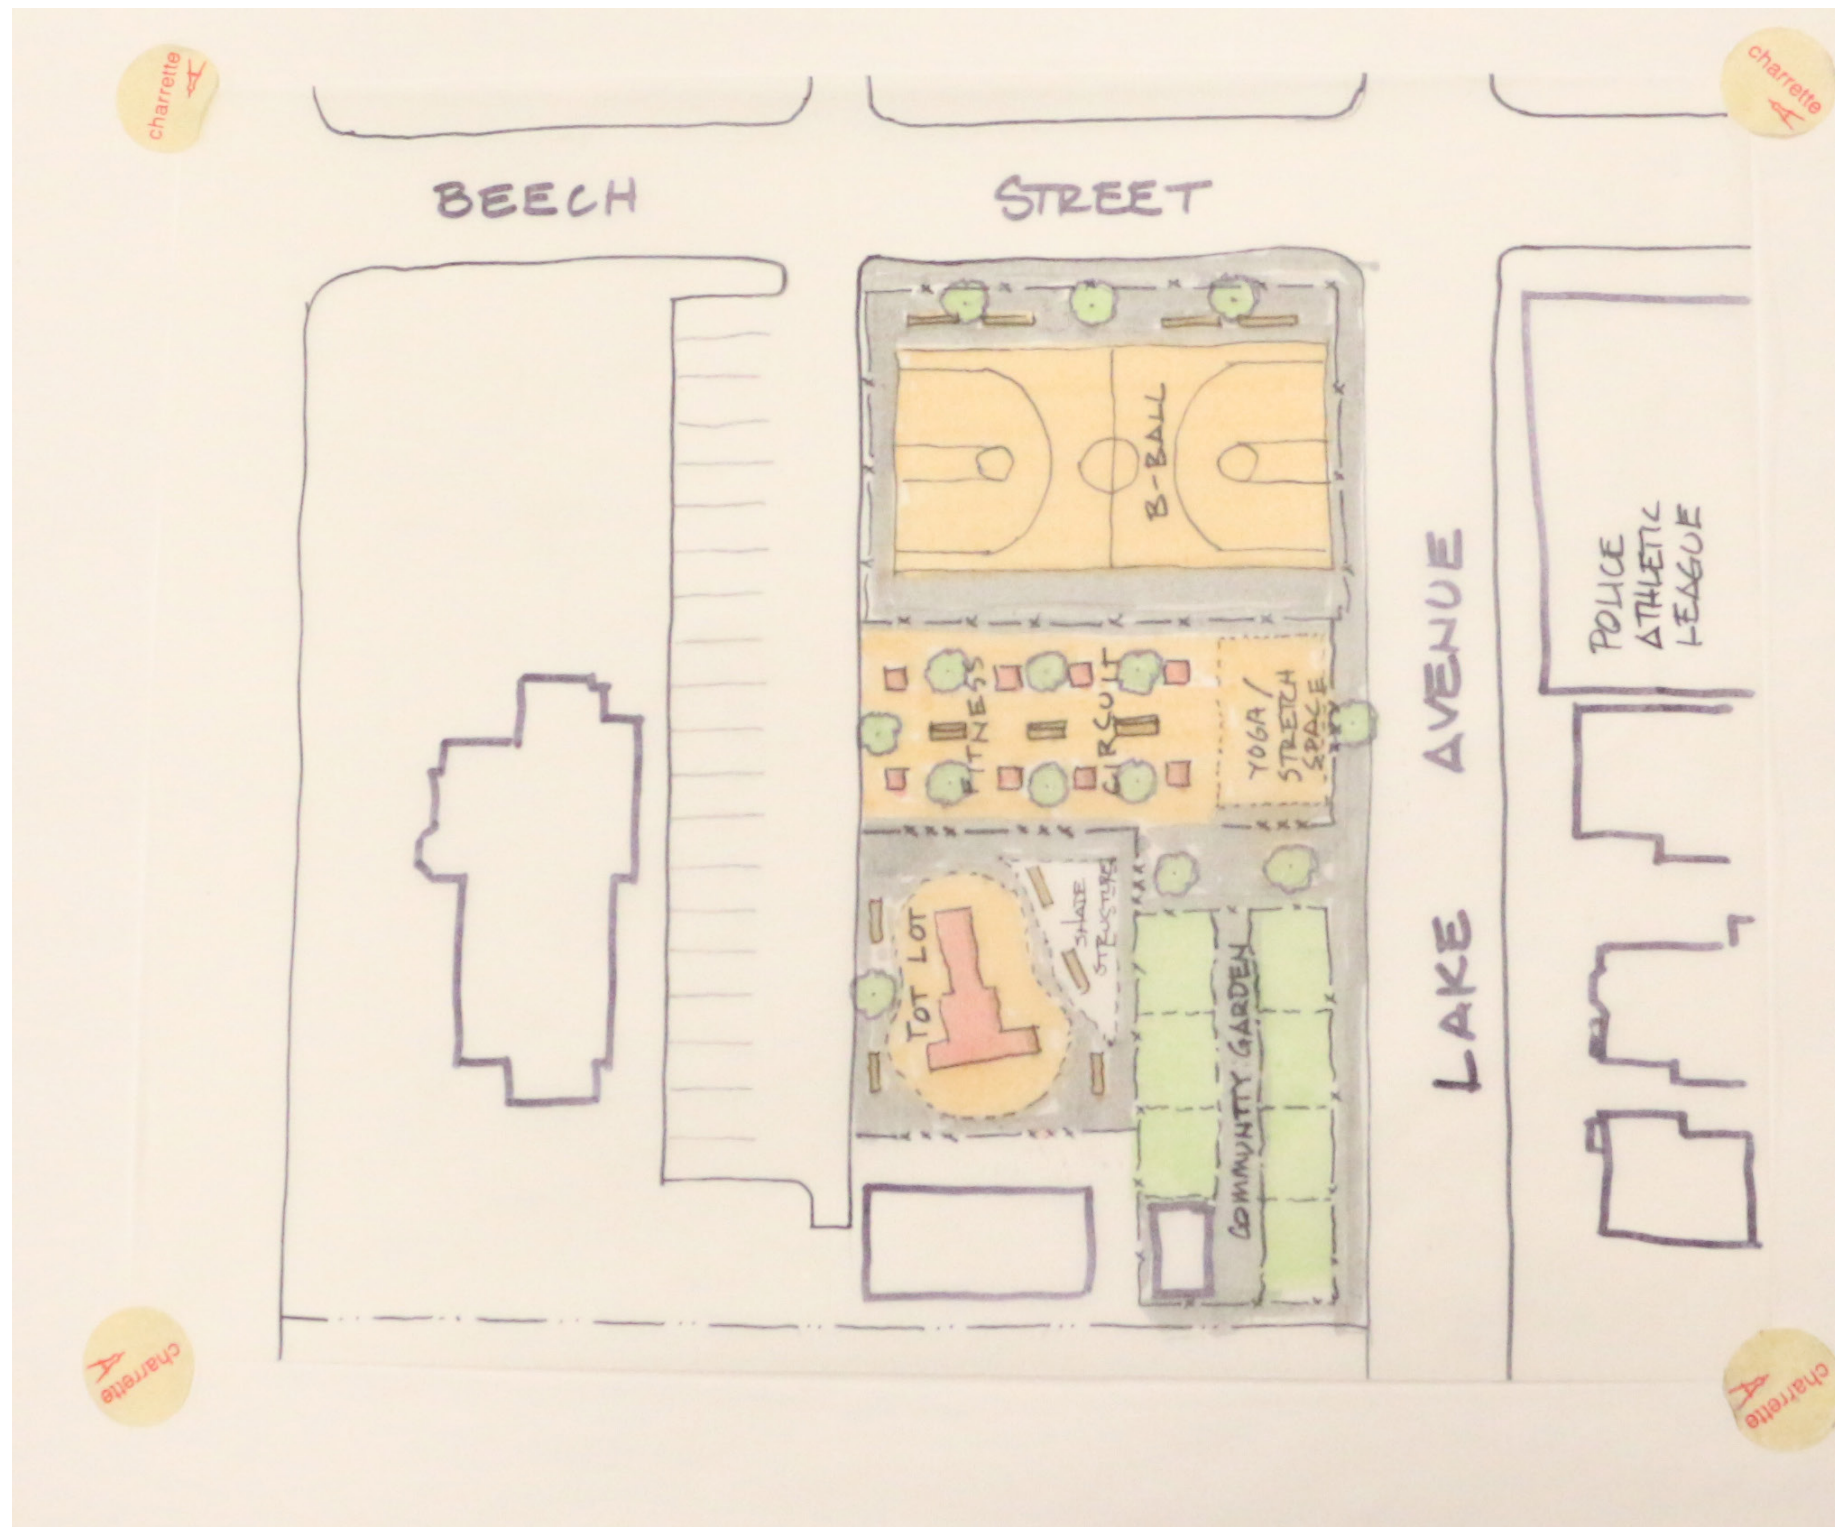 charrette
charrette
BEECH STREET
B-BALL
POLICE
ATHLETIC
LEAGUE
FITNESS CIRCUIT
YOGA/
STRETCH
SPACE
LAKE AVENUE
TOT LOT
SHADE
STRUCTURE
COMMUNITY GARDEN
charrette
charrette